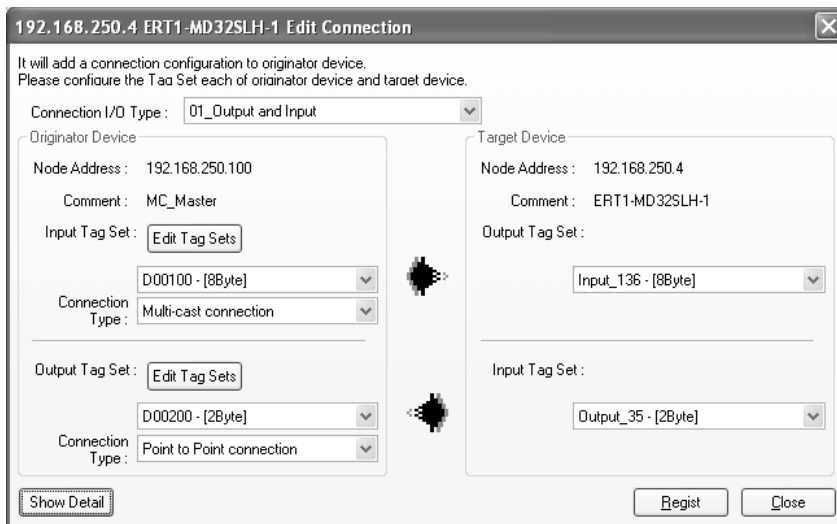 192.168.250.4 ERT1-MD32SLH-1 Edit Connection
It will add a connection configuration to originator device.
Please configure the Tag Set each of originator device and target device.
Connection I/O Type : 01_Output and Input
Originator Device
Node Address : 192.168.250.100
Comment : MC_Master
Input Tag Set : Edit Tag Sets
D00100 - [8Byte]
Connection Type : Multi-cast connection
Output Tag Set : Edit Tag Sets
D00200 - [2Byte]
Connection Type : Point to Point connection
Target Device
Node Address : 192.168.250.4
Comment : ERT1-MD32SLH-1
Output Tag Set :
Input_136 - [8Byte]
Input Tag Set :
Output_35 - [2Byte]
Show Detail
Regist
Close